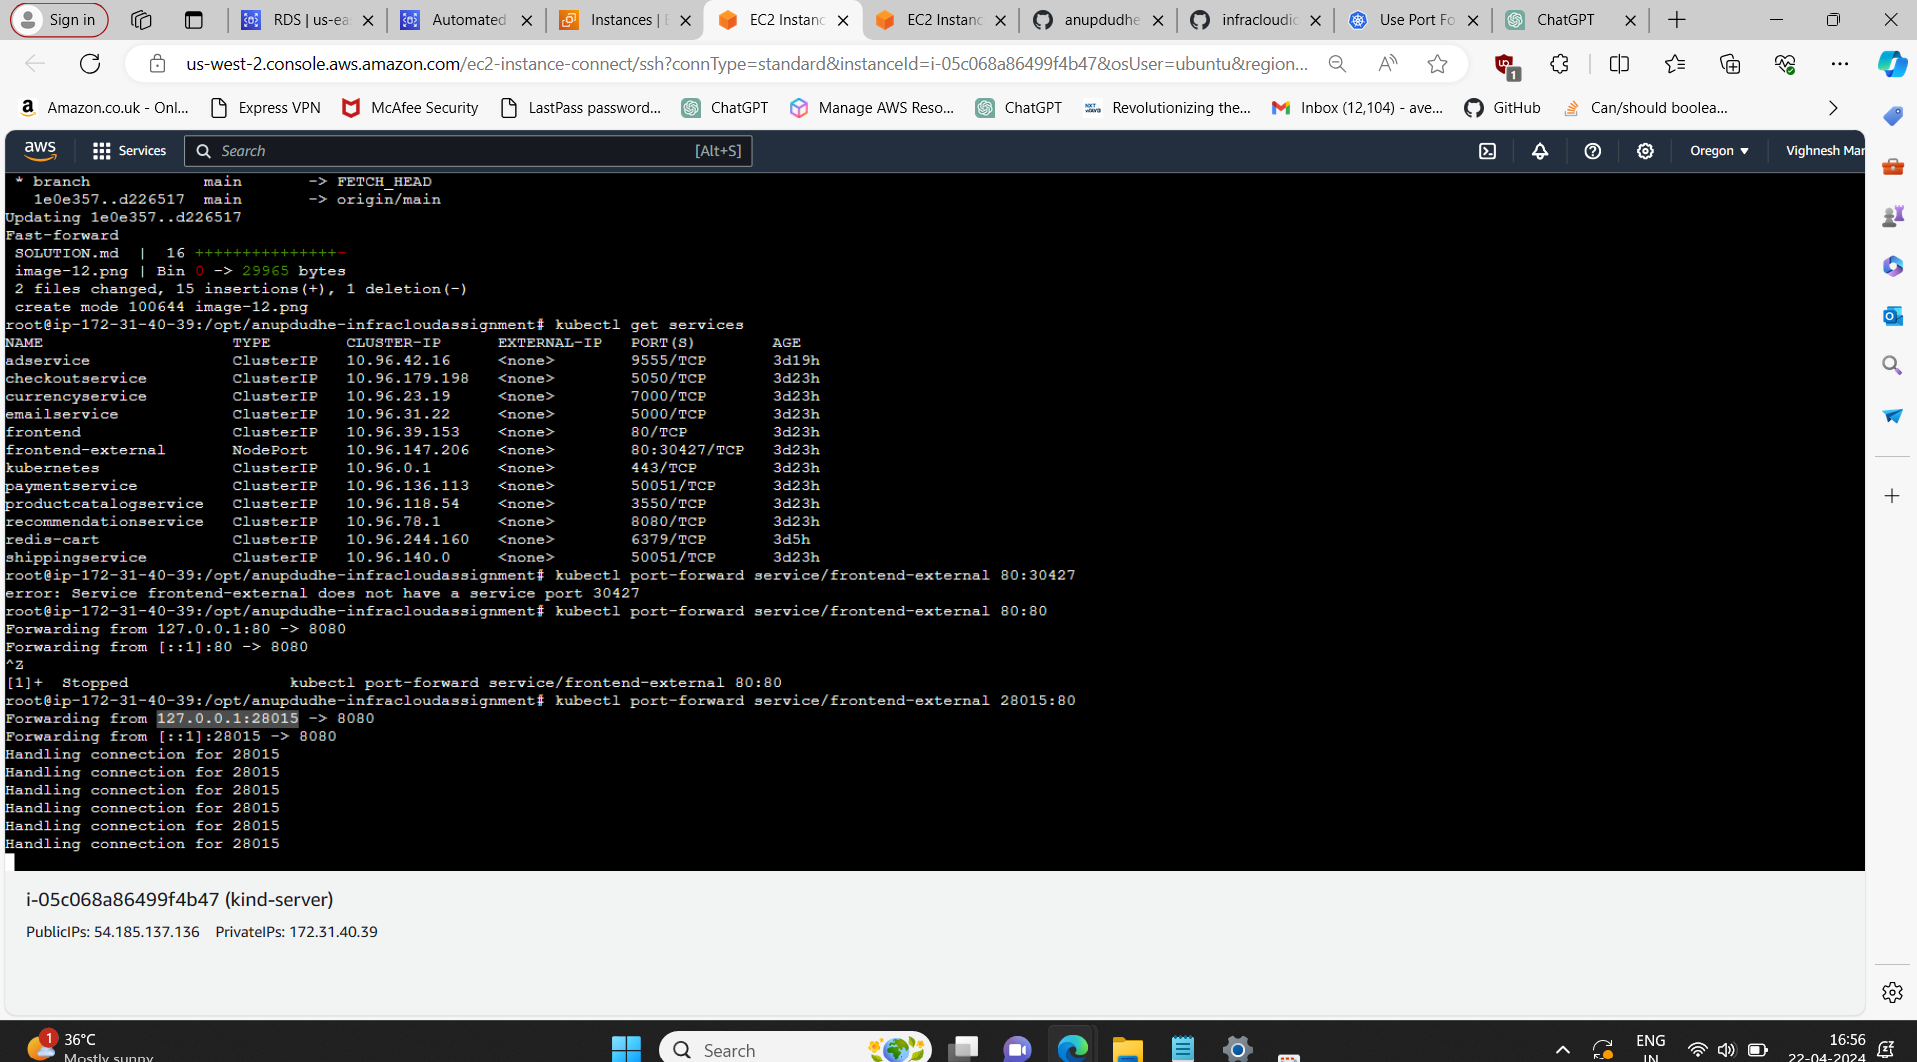 Sign in
RDS | us-ea
Automated
Instances | E
EC2 Instanc
EC2 Instanc
anupdudhe
infracloudic
Use Port Fo
ChatGPT
us-west-2.console.aws.amazon.com/ec2-instance-connect/ssh?connType=standard&instanceId=i-05c068a86499f4b47&osUser=ubuntu&region...
1
Amazon.co.uk - Onl...
Express VPN
McAfee Security
LastPass password...
ChatGPT
Manage AWS Reso...
ChatGPT
Revolutionizing the...
Inbox (12,104) - ave...
GitHub
Can/should boolea...
aws
Services
Search
[Alt+S]
Oregon
Vighnesh Mar
* branch main -> FETCH_HEAD
1e0e357..d226517 main -> origin/main
Updating 1e0e357..d226517
Fast-forward
SOLUTION.md | 16 +++++++++++++++-
image-12.png | Bin 0 -> 29965 bytes
2 files changed, 15 insertions(+), 1 deletion(-)
create mode 100644 image-12.png
root@ip-172-31-40-39:/opt/anupdudhe-infracloudassignment# kubectl get services
NAME TYPE CLUSTER-IP EXTERNAL-IP PORT(S) AGE
adservice ClusterIP 10.96.42.16 <none> 9555/TCP 3d19h
checkoutservice ClusterIP 10.96.179.198 <none> 5050/TCP 3d23h
currencyservice ClusterIP 10.96.23.19 <none> 7000/TCP 3d23h
emailservice ClusterIP 10.96.31.22 <none> 5000/TCP 3d23h
frontend ClusterIP 10.96.39.153 <none> 80/TCP 3d23h
frontend-external NodePort 10.96.147.206 <none> 80:30427/TCP 3d23h
kubernetes ClusterIP 10.96.0.1 <none> 443/TCP 3d23h
paymentservice ClusterIP 10.96.136.113 <none> 50051/TCP 3d23h
productcatalogservice ClusterIP 10.96.118.54 <none> 3550/TCP 3d23h
recommendationservice ClusterIP 10.96.78.1 <none> 8080/TCP 3d23h
redis-cart ClusterIP 10.96.244.160 <none> 6379/TCP 3d5h
shippingservice ClusterIP 10.96.140.0 <none> 50051/TCP 3d23h
root@ip-172-31-40-39:/opt/anupdudhe-infracloudassignment# kubectl port-forward service/frontend-external 80:30427
error: Service frontend-external does not have a service port 30427
root@ip-172-31-40-39:/opt/anupdudhe-infracloudassignment# kubectl port-forward service/frontend-external 80:80
Forwarding from 127.0.0.1:80 -> 8080
Forwarding from [::1]:80 -> 8080
^Z
[1]+ Stopped kubectl port-forward service/frontend-external 80:80
root@ip-172-31-40-39:/opt/anupdudhe-infracloudassignment# kubectl port-forward service/frontend-external 28015:80
Forwarding from 127.0.0.1:28015 -> 8080
Forwarding from [::1]:28015 -> 8080
Handling connection for 28015
Handling connection for 28015
Handling connection for 28015
Handling connection for 28015
Handling connection for 28015
Handling connection for 28015
i-05c068a86499f4b47 (kind-server)
PublicIPs: 54.185.137.136 PrivateIPs: 172.31.40.39
1
36°C
Mostly sunny
Search
ENG
IN
16:56
22-04-2024